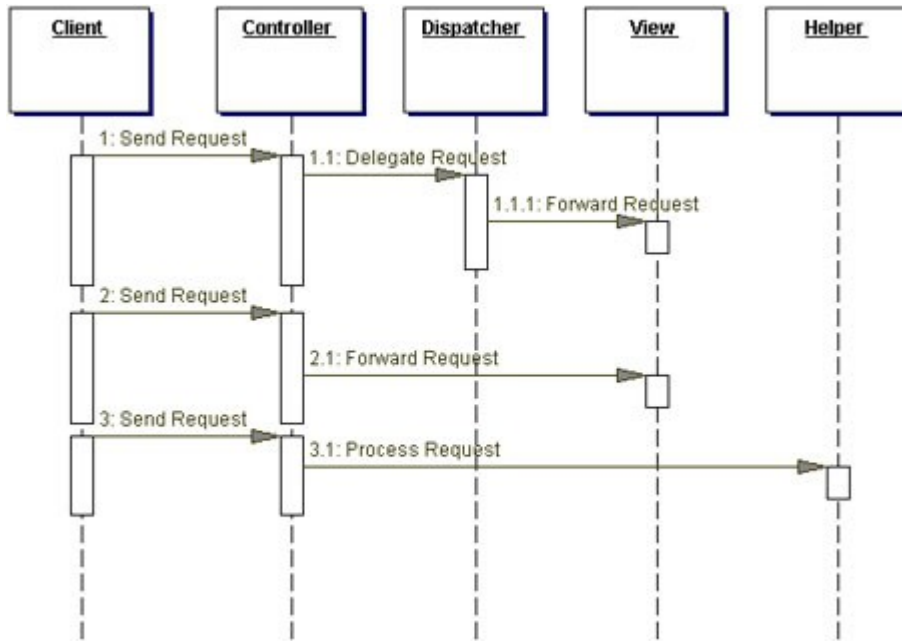 Client
Controller
Dispatcher
View
Helper
1: Send Request
1.1: Delegate Request
1.1.1: Forward Request
2: Send Request
2.1: Forward Request
3: Send Request
3.1: Process Request